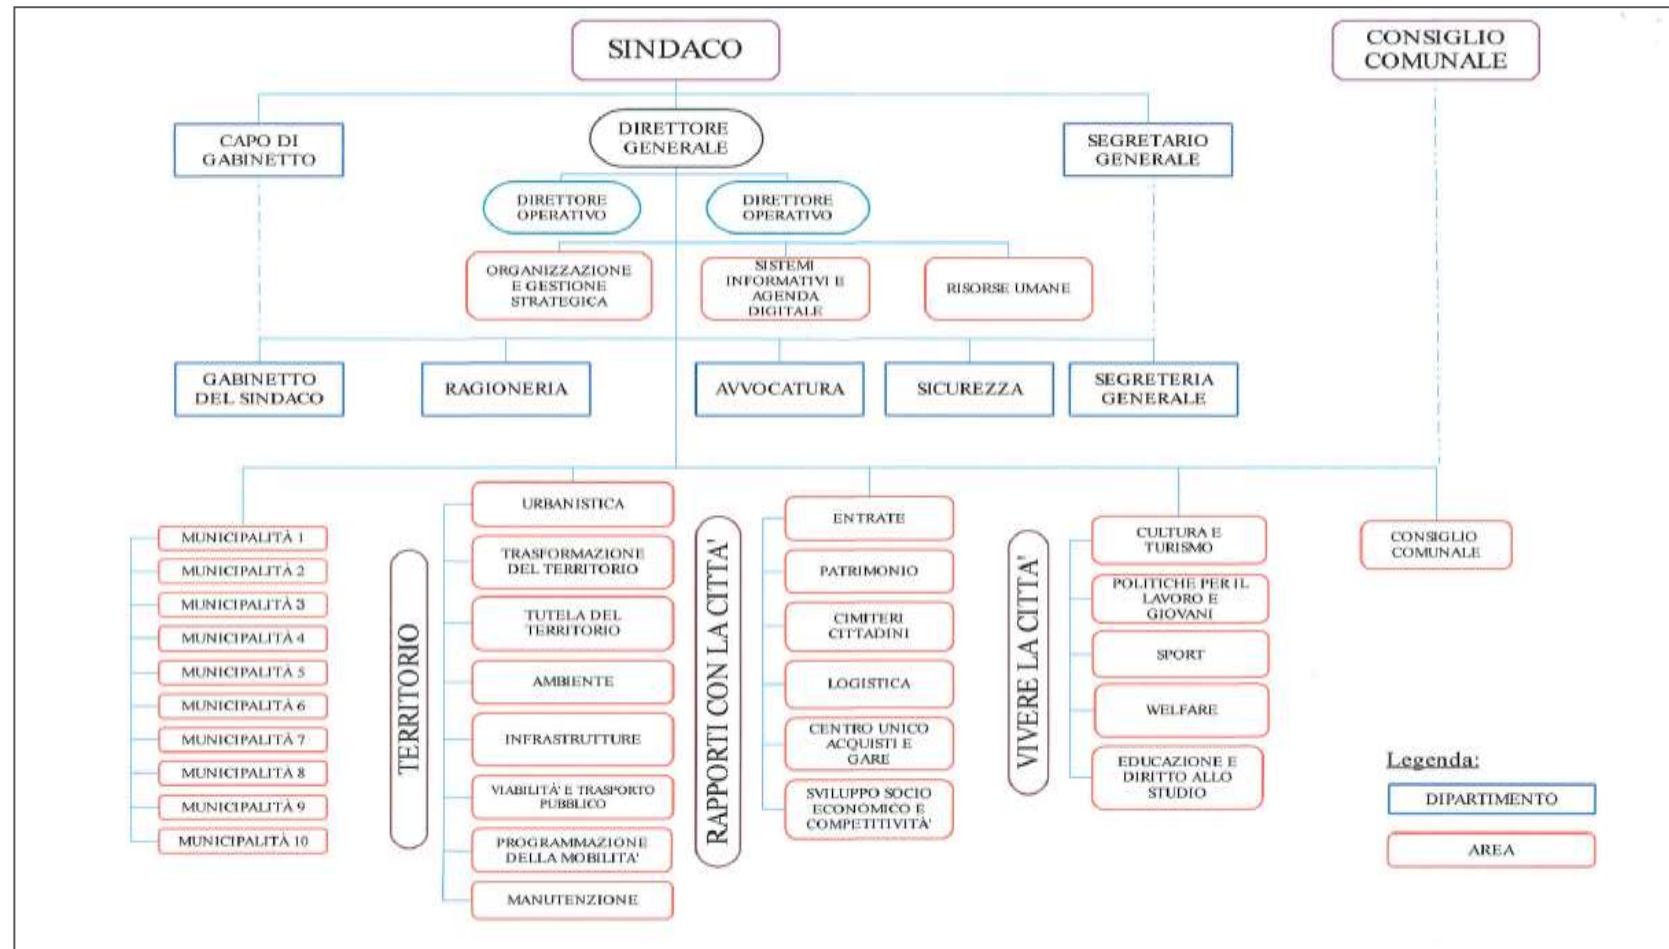 SINDACO
CONSIGLIO
COMUNALE
CAPO DI
GABINETTO
DIRETTORE
GENERALE
SEGRETARIO
GENERALE
DIRETTORE
OPERATIVO
DIRETTORE
OPERATIVO
ORGANIZZAZIONE
E GESTIONE
STRATEGICA
SISTEMI
INFORMATIVI E
AGENDA
DIGITALE
RISORSE UMANE
GABINETTO
DEL SINDACO
RAGIONERIA
AVVOCATURA
SICUREZZA
SEGRETERIA
GENERALE
MUNICIPALITÀ 1
MUNICIPALITÀ 2
MUNICIPALITÀ 3
MUNICIPALITÀ 4
MUNICIPALITÀ 5
MUNICIPALITÀ 6
MUNICIPALITÀ 7
MUNICIPALITÀ 8
MUNICIPALITÀ 9
MUNICIPALITÀ 10
TERRITORIO
URBANISTICA
TRASFORMAZIONE
DEL TERRITORIO
TUTELA DEL
TERRITORIO
AMBIENTE
INFRASTRUTTURE
VIABILITA' E TRASPORTO
PUBBLICO
PROGRAMMAZIONE
DELLA MOBILITA'
MANUTENZIONE
RAPPORTI CON LA CITTA'
ENTRATE
PATRIMONIO
CIMITERI
CITTADINI
LOGISTICA
CENTRO UNICO
ACQUISTI E
GARE
SVILUPPO SOCIO
ECONOMICO E
COMPETITIVITÀ'
VIVERE LA CITTA'
CULTURA E
TURISMO
POLITICHE PER IL
LAVORO E
GIOVANI
SPORT
WELFARE
EDUCAZIONE E
DIRITTO ALLO
STUDIO
CONSIGLIO
COMUNALE
Legenda:
DIPARTIMENTO
AREA